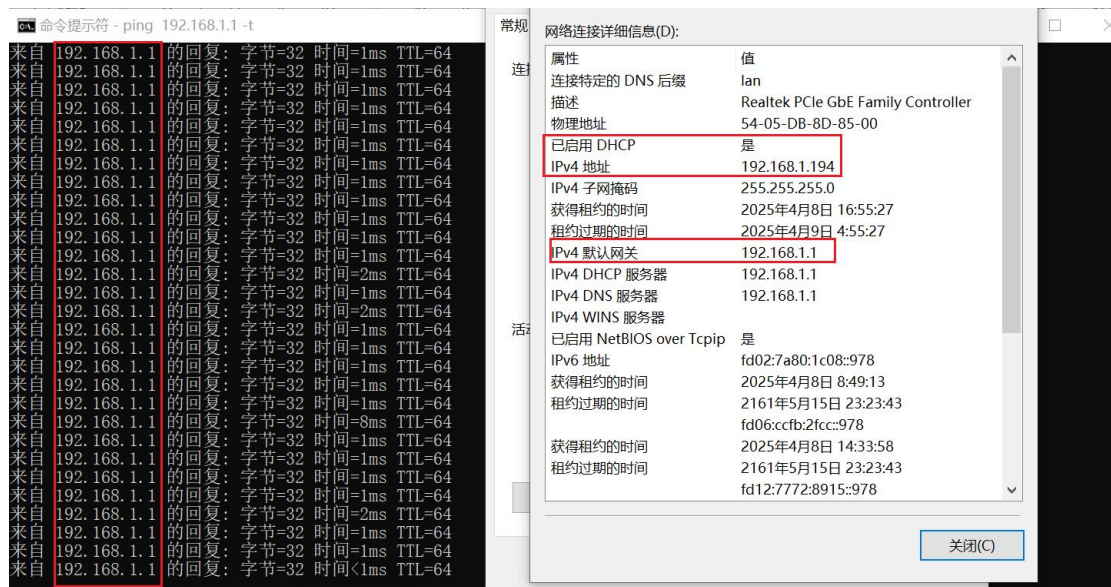 命令提示符 - ping 192.168.1.1 -t
来自 192.168.1.1 的回复: 字节=32 时间=1ms TTL=64
来自 192.168.1.1 的回复: 字节=32 时间=1ms TTL=64
来自 192.168.1.1 的回复: 字节=32 时间=1ms TTL=64
来自 192.168.1.1 的回复: 字节=32 时间=1ms TTL=64
来自 192.168.1.1 的回复: 字节=32 时间=1ms TTL=64
来自 192.168.1.1 的回复: 字节=32 时间=1ms TTL=64
来自 192.168.1.1 的回复: 字节=32 时间=1ms TTL=64
来自 192.168.1.1 的回复: 字节=32 时间=1ms TTL=64
来自 192.168.1.1 的回复: 字节=32 时间=1ms TTL=64
来自 192.168.1.1 的回复: 字节=32 时间=1ms TTL=64
来自 192.168.1.1 的回复: 字节=32 时间=1ms TTL=64
来自 192.168.1.1 的回复: 字节=32 时间=1ms TTL=64
来自 192.168.1.1 的回复: 字节=32 时间=2ms TTL=64
来自 192.168.1.1 的回复: 字节=32 时间=1ms TTL=64
来自 192.168.1.1 的回复: 字节=32 时间=2ms TTL=64
来自 192.168.1.1 的回复: 字节=32 时间=1ms TTL=64
来自 192.168.1.1 的回复: 字节=32 时间=1ms TTL=64
来自 192.168.1.1 的回复: 字节=32 时间=1ms TTL=64
来自 192.168.1.1 的回复: 字节=32 时间=1ms TTL=64
来自 192.168.1.1 的回复: 字节=32 时间=1ms TTL=64
来自 192.168.1.1 的回复: 字节=32 时间=8ms TTL=64
来自 192.168.1.1 的回复: 字节=32 时间=1ms TTL=64
来自 192.168.1.1 的回复: 字节=32 时间=1ms TTL=64
来自 192.168.1.1 的回复: 字节=32 时间=1ms TTL=64
来自 192.168.1.1 的回复: 字节=32 时间=1ms TTL=64
来自 192.168.1.1 的回复: 字节=32 时间=2ms TTL=64
来自 192.168.1.1 的回复: 字节=32 时间=1ms TTL=64
来自 192.168.1.1 的回复: 字节=32 时间=1ms TTL=64
来自 192.168.1.1 的回复: 字节=32 时间<1ms TTL=64
常规
网络连接详细信息(D):
属性 值
连接特定的 DNS 后缀 lan
描述 Realtek PCIe GbE Family Controller
物理地址 54-05-DB-8D-85-00
已启用 DHCP 是
IPv4 地址 192.168.1.194
IPv4 子网掩码 255.255.255.0
获得租约的时间 2025年4月8日 16:55:27
租约过期的时间 2025年4月9日 4:55:27
IPv4 默认网关 192.168.1.1
IPv4 DHCP 服务器 192.168.1.1
IPv4 DNS 服务器 192.168.1.1
IPv4 WINS 服务器
已启用 NetBIOS over Tcpip 是
IPv6 地址 fd02:7a80:1c08::978
获得租约的时间 2025年4月8日 8:49:13
租约过期的时间 2161年5月15日 23:23:43
fd06:ccfb:2fcc::978
获得租约的时间 2025年4月8日 14:33:58
租约过期的时间 2161年5月15日 23:23:43
fd12:7772:8915::978
关闭(C)